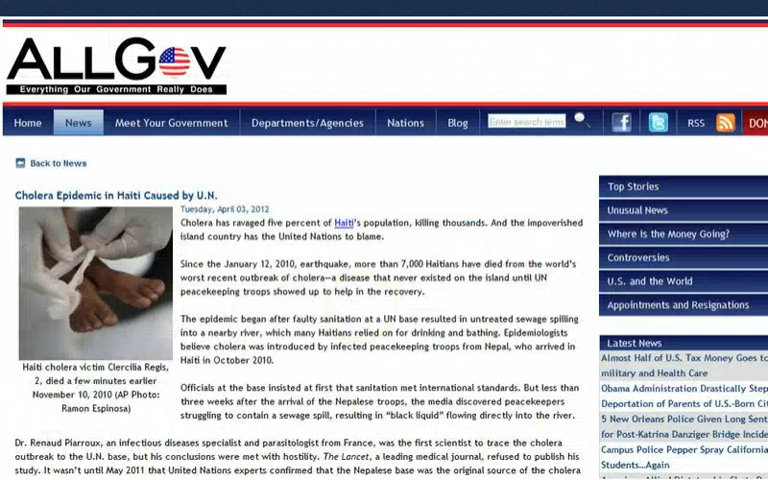 ALLGOV
Everything Our Government Really Does
Home News Meet Your Government Departments/Agencies Nations Blog Enter search term RSS DON
Back to News
Cholera Epidemic in Haiti Caused by U.N.
Tuesday, April 03, 2012
Cholera has ravaged five percent of Haiti's population, killing thousands. And the impoverished
island country has the United Nations to blame.
Since the January 12, 2010, earthquake, more than 7,000 Haitians have died from the world's
worst recent outbreak of cholera—a disease that never existed on the island until UN
peacekeeping troops showed up to help in the recovery.
The epidemic began after faulty sanitation at a UN base resulted in untreated sewage spilling
into a nearby river, which many Haitians relied on for drinking and bathing. Epidemiologists
believe cholera was introduced by infected peacekeeping troops from Nepal, who arrived in
Haiti in October 2010.
Haiti cholera victim Clercilia Regis,
2, died a few minutes earlier
November 10, 2010 (AP Photo:
Ramon Espinosa)
Officials at the base insisted at first that sanitation met international standards. But less than
three weeks after the arrival of the Nepalese troops, the media discovered peacekeepers
struggling to contain a sewage spill, resulting in "black liquid" flowing directly into the river.
Dr. Renaud Piarroux, an infectious diseases specialist and parasitologist from France, was the first scientist to trace the cholera
outbreak to the U.N. base, but his conclusions were met with hostility. The Lancet, a leading medical journal, refused to publish his
study. It wasn't until May 2011 that United Nations experts confirmed that the Nepalese base was the original source of the cholera
Top Stories
Unusual News
Where is the Money Going?
Controversies
U.S. and the World
Appointments and Resignations
Latest News
Almost Half of U.S. Tax Money Goes to
military and Health Care
Obama Administration Drastically Step
Deportation of Parents of U.S.-Born Cit
5 New Orleans Police Given Long Sent
for Post-Katrina Danziger Bridge Incide
Campus Police Pepper Spray California
Students...Again